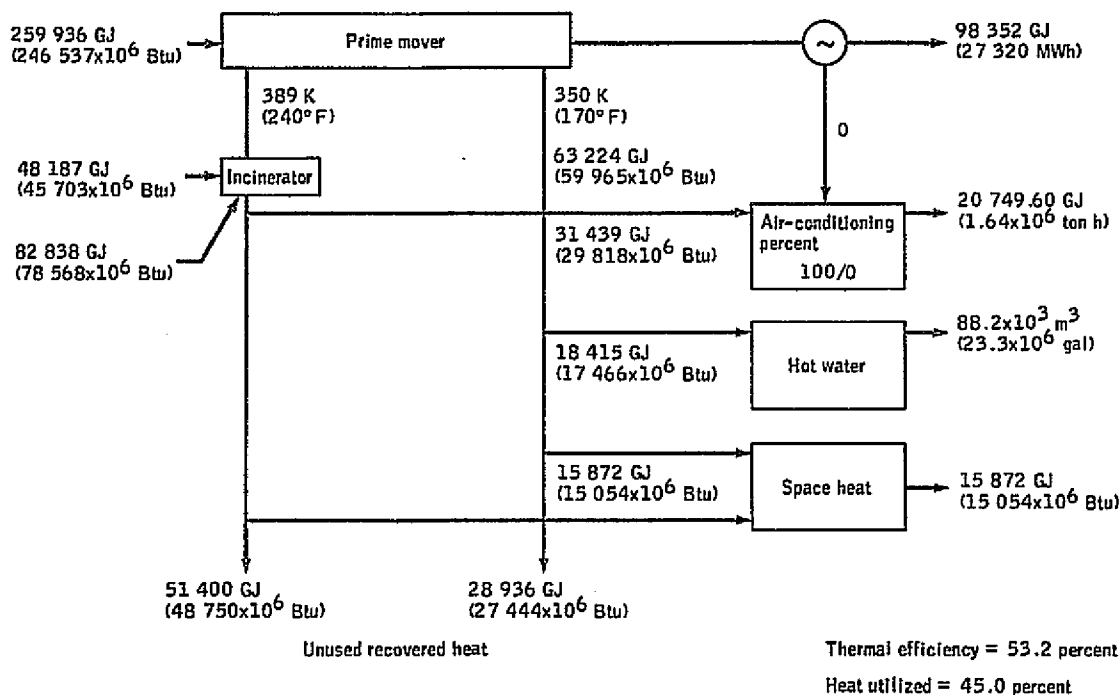 259 936 GJ
(246 537x10⁶ Btu)
Prime mover
~
98 352 GJ
(27 320 MWh)
389 K
(240° F)
350 K
(170° F)
0
48 187 GJ
(45 703x10⁶ Btu)
Incinerator
63 224 GJ
(59 965x10⁶ Btu)
82 838 GJ
(78 568x10⁶ Btu)
31 439 GJ
(29 818x10⁶ Btu)
Air-conditioning
percent
100/0
20 749.60 GJ
(1.64x10⁶ ton h)
18 415 GJ
(17 466x10⁶ Btu)
Hot water
88.2x10³ m³
(23.3x10⁶ gal)
15 872 GJ
(15 054x10⁶ Btu)
Space heat
15 872 GJ
(15 054x10⁶ Btu)
51 400 GJ
(48 750x10⁶ Btu)
28 936 GJ
(27 444x10⁶ Btu)
Unused recovered heat
Thermal efficiency = 53.2 percent
Heat utilized = 45.0 percent